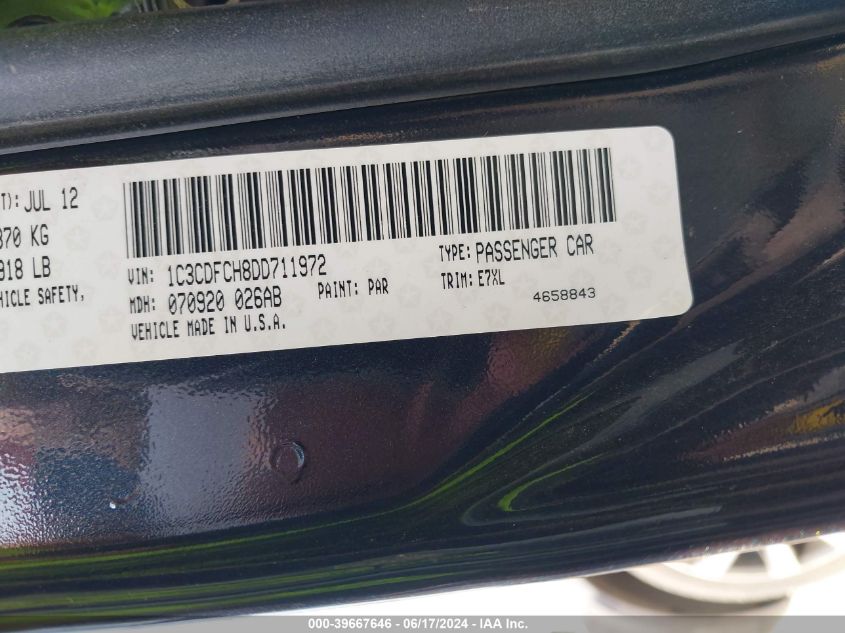 T): JUL 12
870 KG
918 LB
HICLE SAFETY,
VIN: 1C3CDFCH8DD711972
TYPE: PASSENGER CAR
MDH: 070920 026AB
PAINT: PAR
TRIM: E7XL
VEHICLE MADE IN U.S.A.
4658843
000-39667646 - 06/17/2024 - IAA Inc.